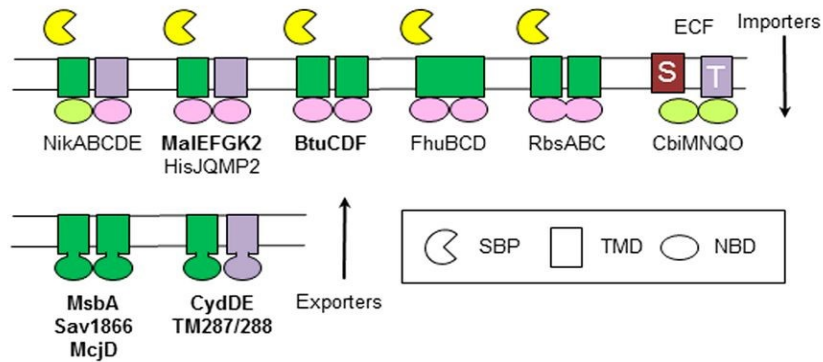 ECF
Importers
S
T
NikABCDE
MalEFGK2
HisJQMP2
BtuCDF
FhuBCD
RbsABC
CbiMNQO
SBP
TMD
NBD
MsbA
Sav1866
McjD
CydDE
TM287/288
Exporters